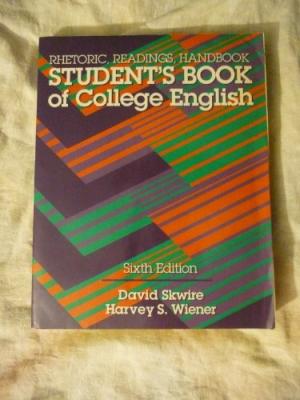 RHETORIC, READINGS, HANDBOOK
STUDENT'S BOOK
of College English
Sixth Edition
David Skwire
Harvey S. Wiener